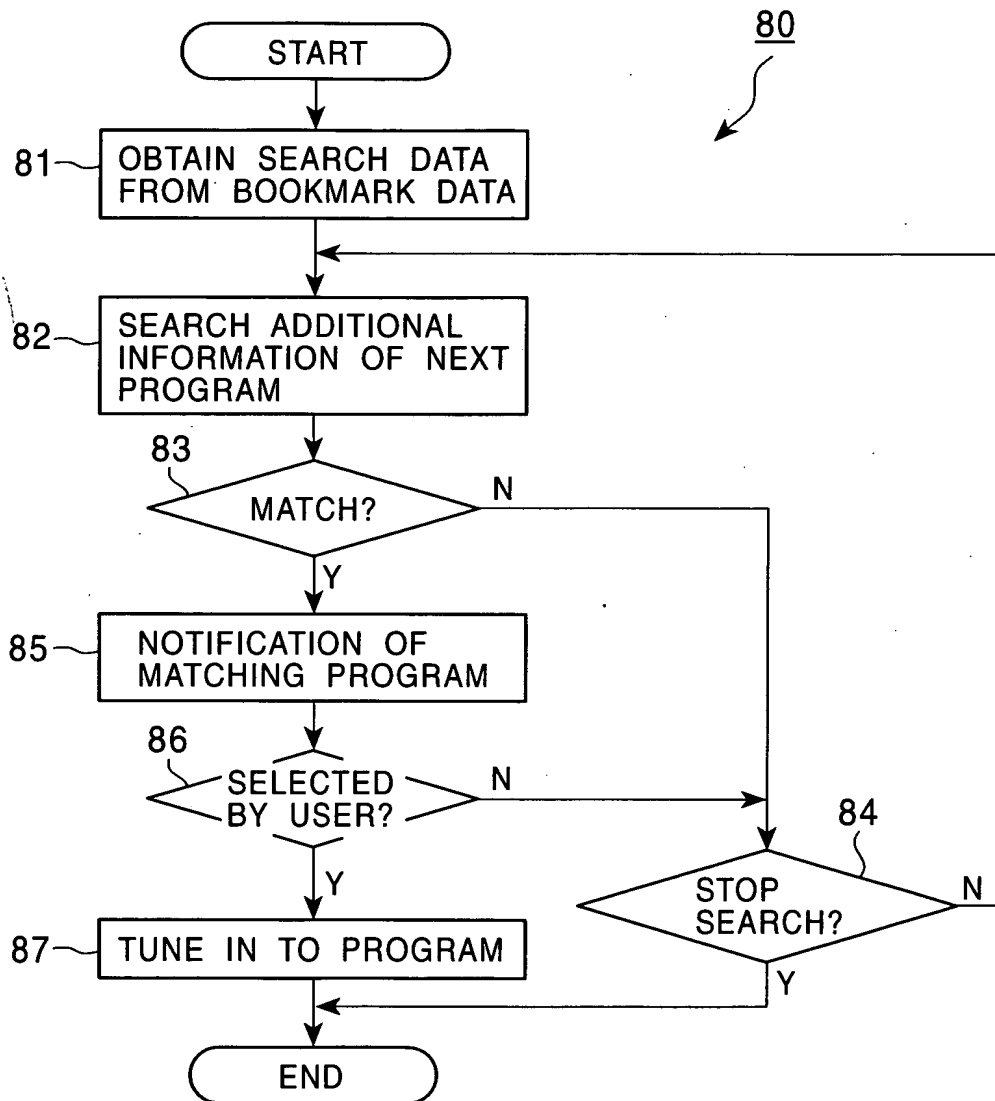 80
START
81
OBTAIN SEARCH DATA
FROM BOOKMARK DATA
82
SEARCH ADDITIONAL
INFORMATION OF NEXT
PROGRAM
83
MATCH?
N
Y
85
NOTIFICATION OF
MATCHING PROGRAM
86
SELECTED
BY USER?
N
Y
84
STOP
SEARCH?
N
Y
87
TUNE IN TO PROGRAM
END